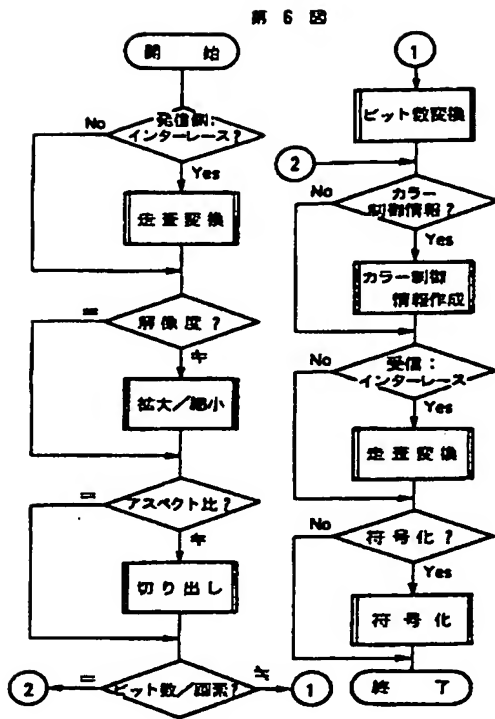 第 6 図
開 始
発信側:
インターレース?
No
Yes
走査変換
解像度?
=
≠
拡大/縮小
アスペクト比?
=
≠
切り出し
ビット数/画素?
=
≠
2
1
1
ビット数変換
2
カラー
制御情報?
No
Yes
カラー制御
情報作成
受信:
インターレース
No
Yes
走査変換
符号化?
No
Yes
符号化
終 了